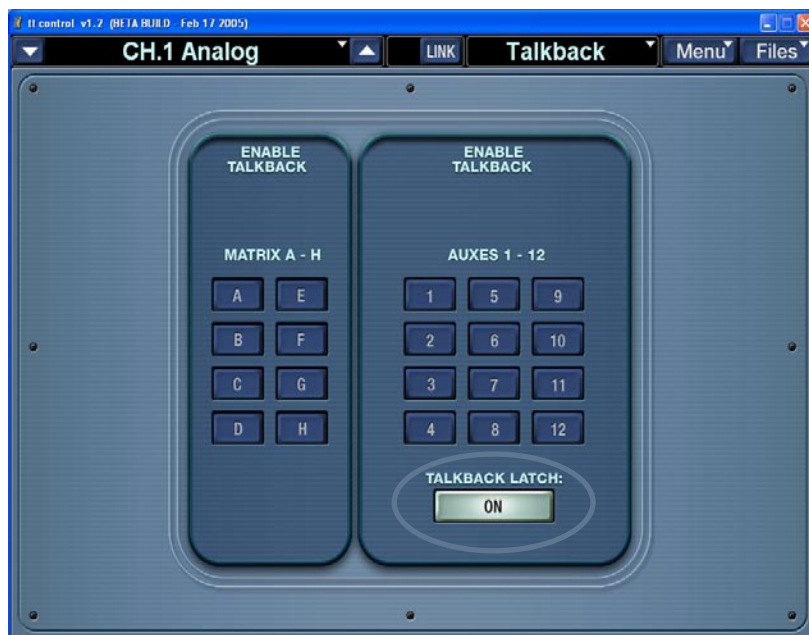 tt control v1.2 (BETA BUILD - Feb 17 2005)
CH.1 Analog LINK Talkback Menu Files
ENABLE
TALKBACK
MATRIX A - H
A E
B F
C G
D H
ENABLE
TALKBACK
AUXES 1 - 12
1 5 9
2 6 10
3 7 11
4 8 12
TALKBACK LATCH:
ON